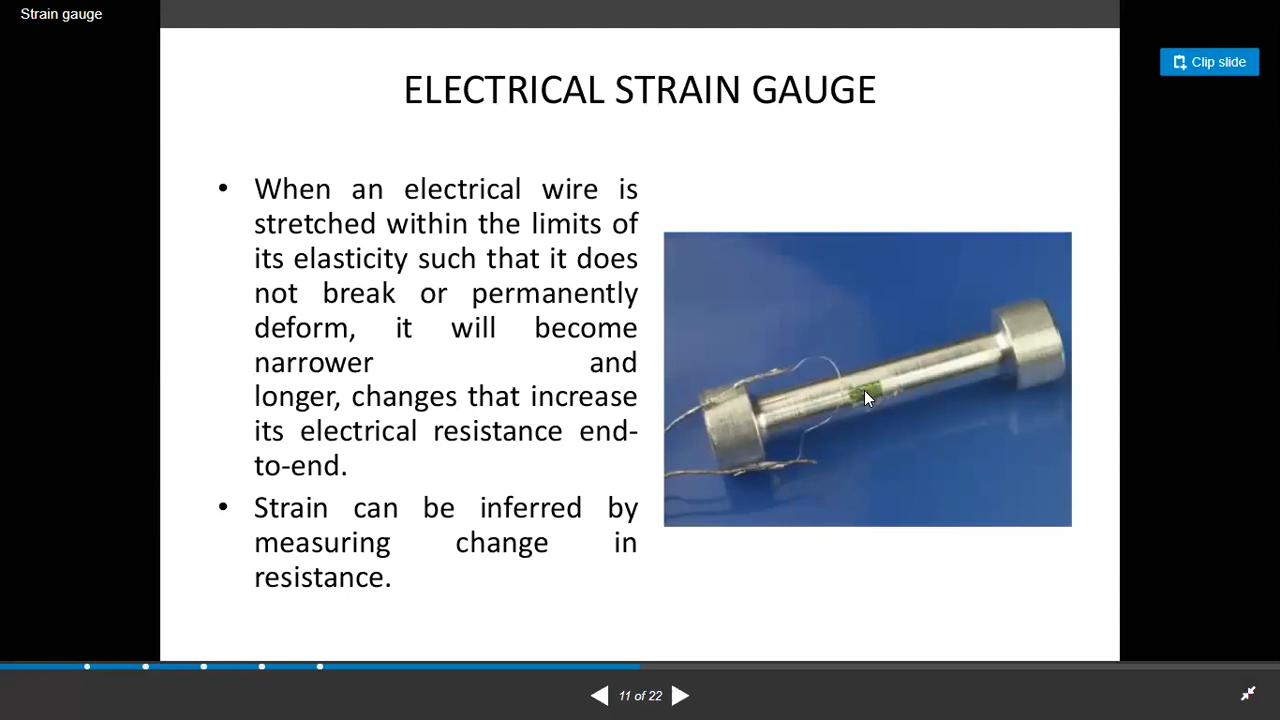 Strain gauge
Clip slide
ELECTRICAL STRAIN GAUGE
• When an electrical wire is
stretched within the limits of
its elasticity such that it does
not break or permanently
deform, it will become
narrower and
longer, changes that increase
its electrical resistance end-
to-end.
• Strain can be inferred by
measuring change in
resistance.
11 of 22